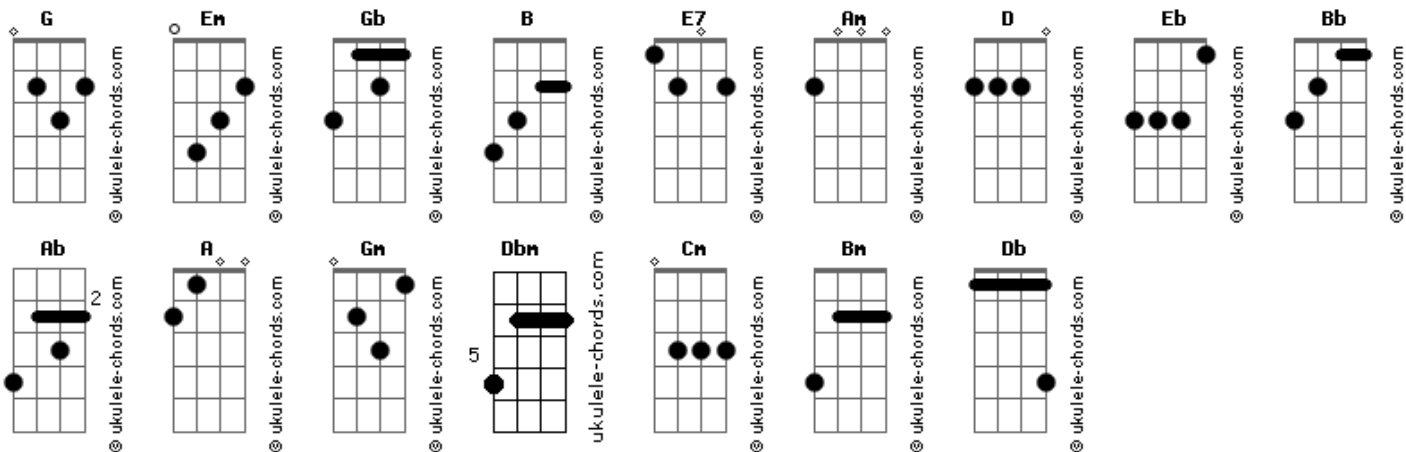 G Em Gb B E7 Am D Eb Bb
© ukulele-chords.com © ukulele-chords.com © ukulele-chords.com © ukulele-chords.com © ukulele-chords.com © ukulele-chords.com © ukulele-chords.com © ukulele-chords.com © ukulele-chords.com
Ab A Gm Dbm Cm Bm Db
2
5
© ukulele-chords.com © ukulele-chords.com © ukulele-chords.com ukulele-chords.com © ukulele-chords.com © ukulele-chords.com © ukulele-chords.com